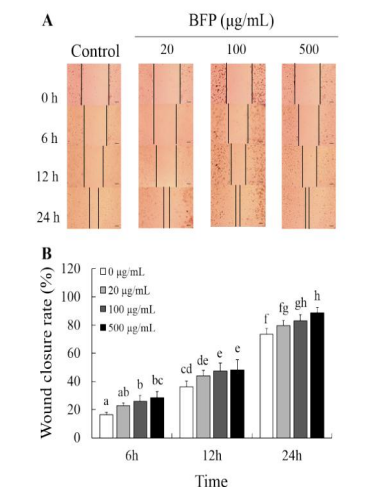 A
BFP (µg/mL)
Control 20 100 500
0 h
6 h
12 h
24 h
B
Wound closure rate (%)
120
100
80
60
40
20
0
0 µg/mL
20 µg/mL
100 µg/mL
500 µg/mL
a ab b bc
cd de e e
f fg gh h
6h 12h 24h
Time